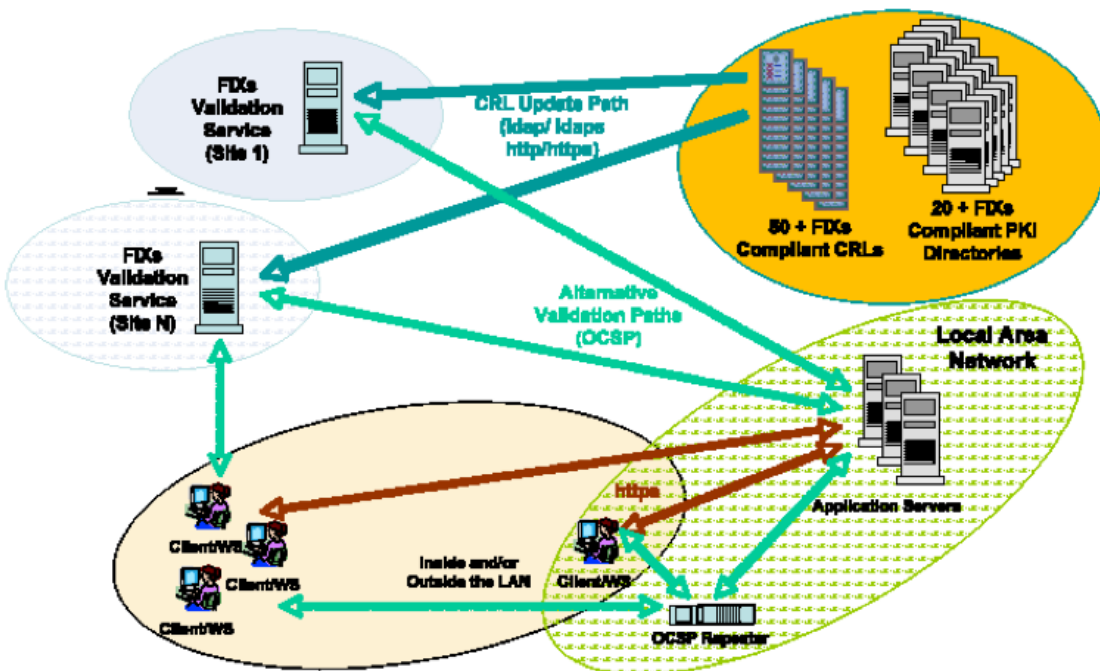 FIXs
Validation
Service
(Site 1)
CRL Update Path
(ldap/ ldaps
http/https)
50 + FIXs
Compliant CRLs
20 + FIXs
Compliant PKI
Directories
FIXs
Validation
Service
(Site N)
Alternative
Validation Paths
(OCSP)
Local Area
Network
https
Application Servers
Client/WS
Client/WS
Client/WS
Inside and/or
Outside the LAN
Client/WS
OCSP Repeater